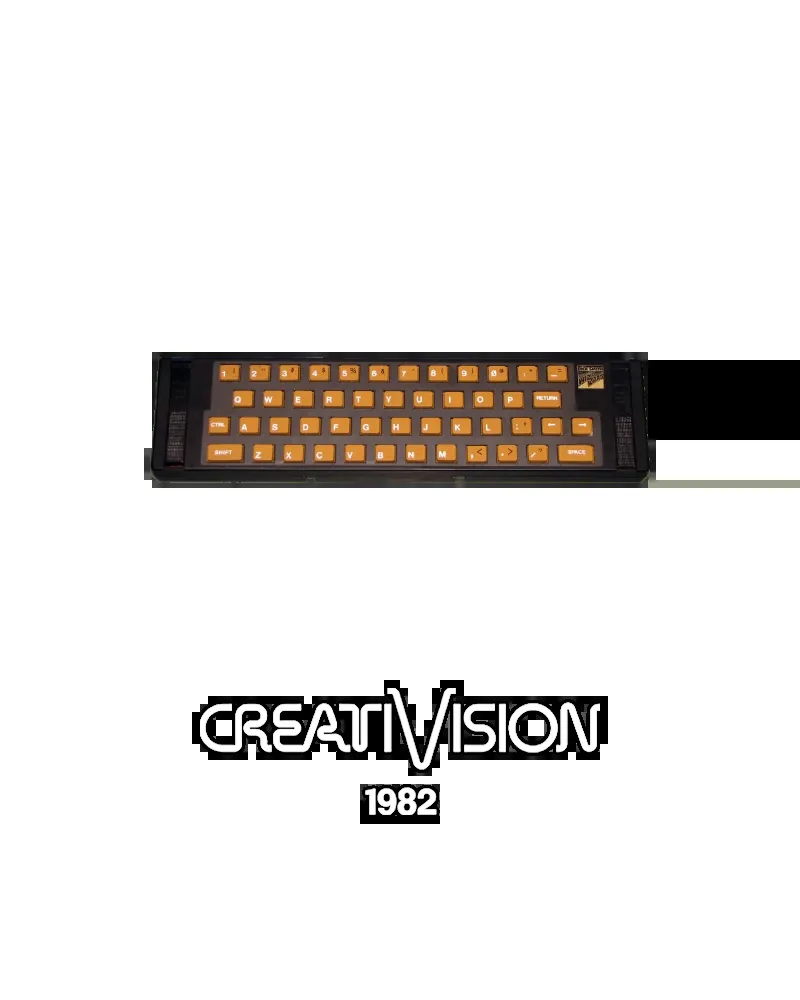 1 ! 2 " 3 # 4 $ 5 % 6 & 7 ' 8 ( 9 ) Ø @ : * - =
Q W E R T Y U I O P RETURN
CTRL A S D F G H J K L ; + ← →
SHIFT Z X C V B N M , < . > / ? SPACE
CREATIVISION
1982